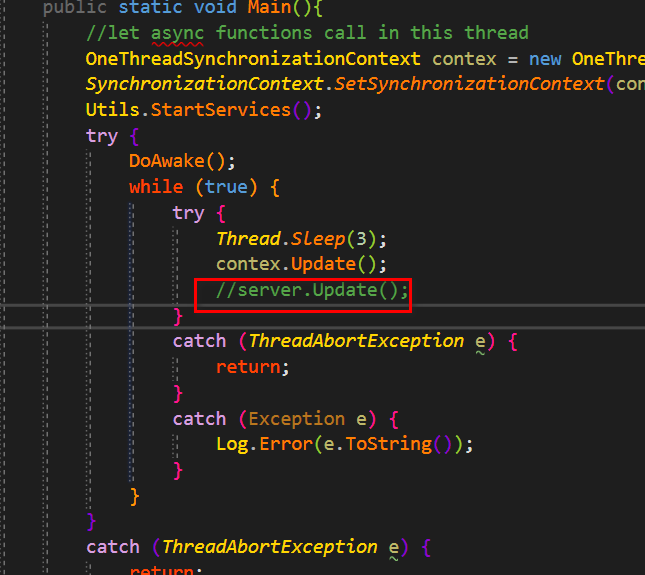 public static void Main(){
//let async functions call in this thread
OneThreadSynchronizationContext contex = new OneThre
SynchronizationContext.SetSynchronizationContext(con
Utils.StartServices();
try {
DoAwake();
while (true) {
try {
Thread.Sleep(3);
contex.Update();
//server.Update();
}
catch (ThreadAbortException e) {
return;
}
catch (Exception e) {
Log.Error(e.ToString());
}
}
}
catch (ThreadAbortException e) {
return;